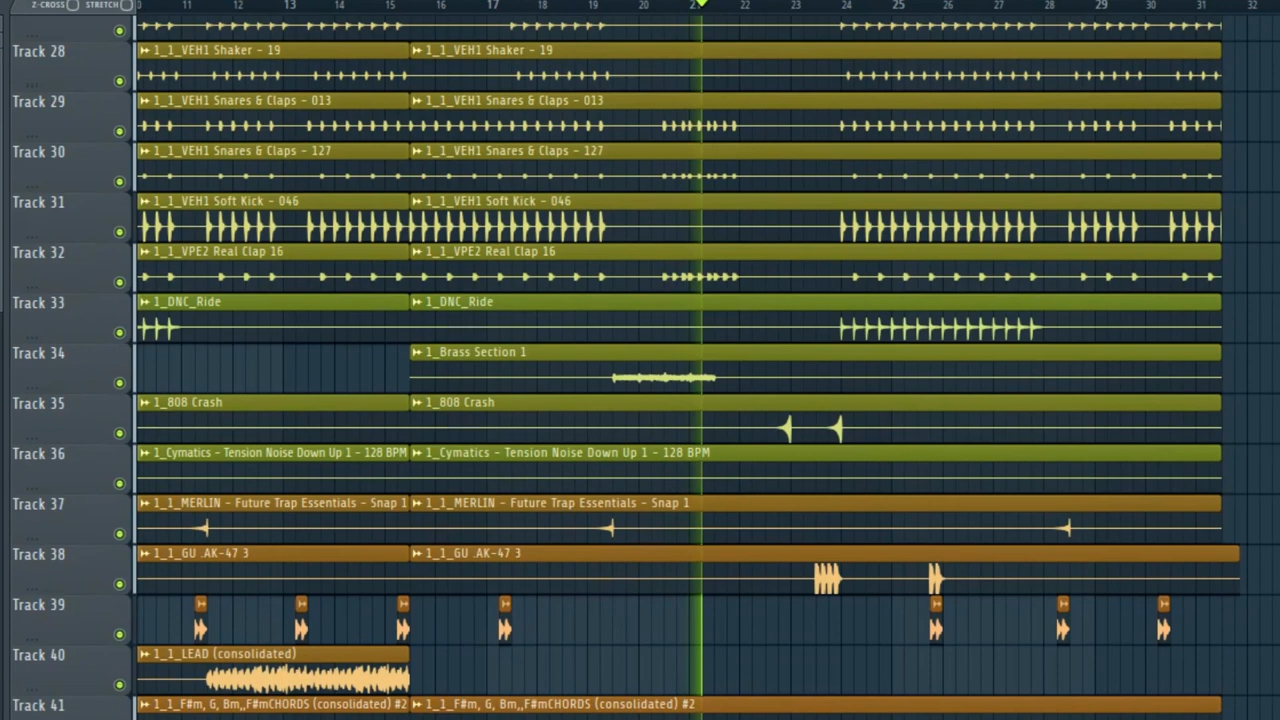 Z-CROSS STRETCH
0 11 12 13 14 15 16 17 18 19 20 22 23 24 25 26 27 28 29 30 31 32
Track 28 1_1_VEH1 Shaker - 19 1_1_VEH1 Shaker - 19
Track 29 1_1_VEH1 Snares & Claps - 013 1_1_VEH1 Snares & Claps - 013
Track 30 1_1_VEH1 Snares & Claps - 127 1_1_VEH1 Snares & Claps - 127
Track 31 1_1_VEH1 Soft Kick - 046 1_1_VEH1 Soft Kick - 046
Track 32 1_1_VPE2 Real Clap 16 1_1_VPE2 Real Clap 16
Track 33 1_DNC_Ride 1_DNC_Ride
Track 34 1_Brass Section 1
Track 35 1_808 Crash 1_808 Crash
Track 36 1_Cymatics - Tension Noise Down Up 1 - 128 BPM 1_Cymatics - Tension Noise Down Up 1 - 128 BPM
Track 37 1_1_MERLIN - Future Trap Essentials - Snap 1 1_1_MERLIN - Future Trap Essentials - Snap 1
Track 38 1_1_GU .AK-47 3 1_1_GU .AK-47 3
Track 39
Track 40 1_1_LEAD (consolidated)
Track 41 1_1_F#m, G, Bm,,F#mCHORDS (consolidated) #2 1_1_F#m, G, Bm,,F#mCHORDS (consolidated) #2